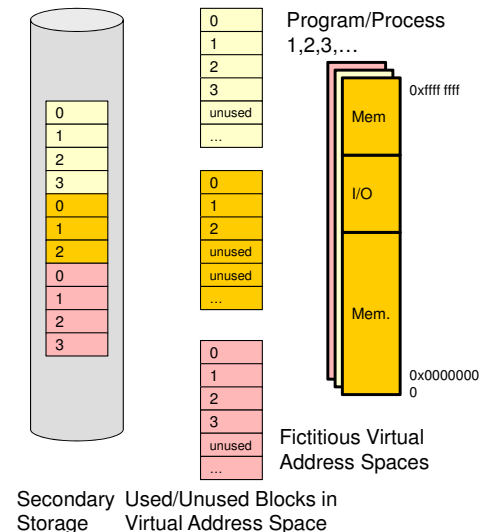 0
1
2
3
unused
...
Program/Process
1,2,3,...
0xffff ffff
Mem
I/O
Mem.
0x0000000
0
0
1
2
3
0
1
2
0
1
2
3
0
1
2
unused
unused
...
0
1
2
3
unused
...
Fictitious Virtual
Address Spaces
Secondary
Storage
Used/Unused Blocks in
Virtual Address Space